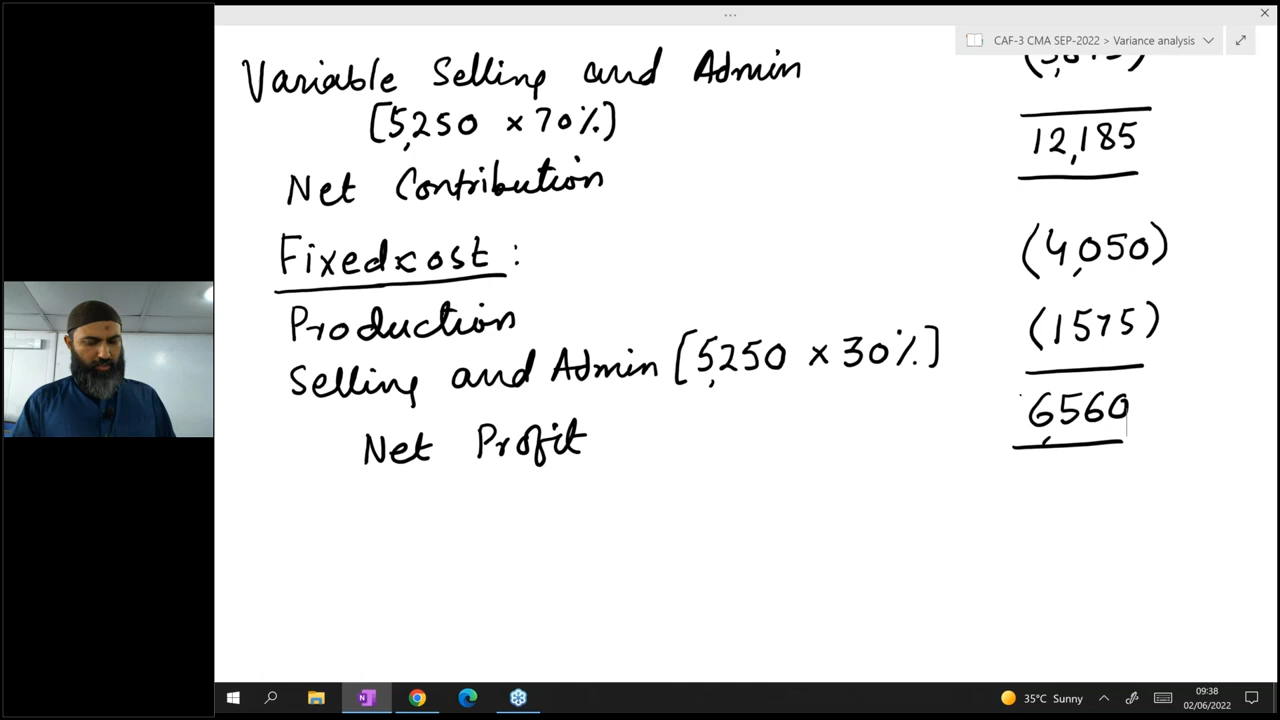 CAF-3 CMA SEP-2022 > Variance analysis
Variable Selling and Admin
[5,250 × 70%]
12,185
Net Contribution
Fixed cost :
(4,050)
Production
(1575)
Selling and Admin [5,250 × 30%]
6,560
Net Profit
35°C Sunny
09:38
02/06/2022